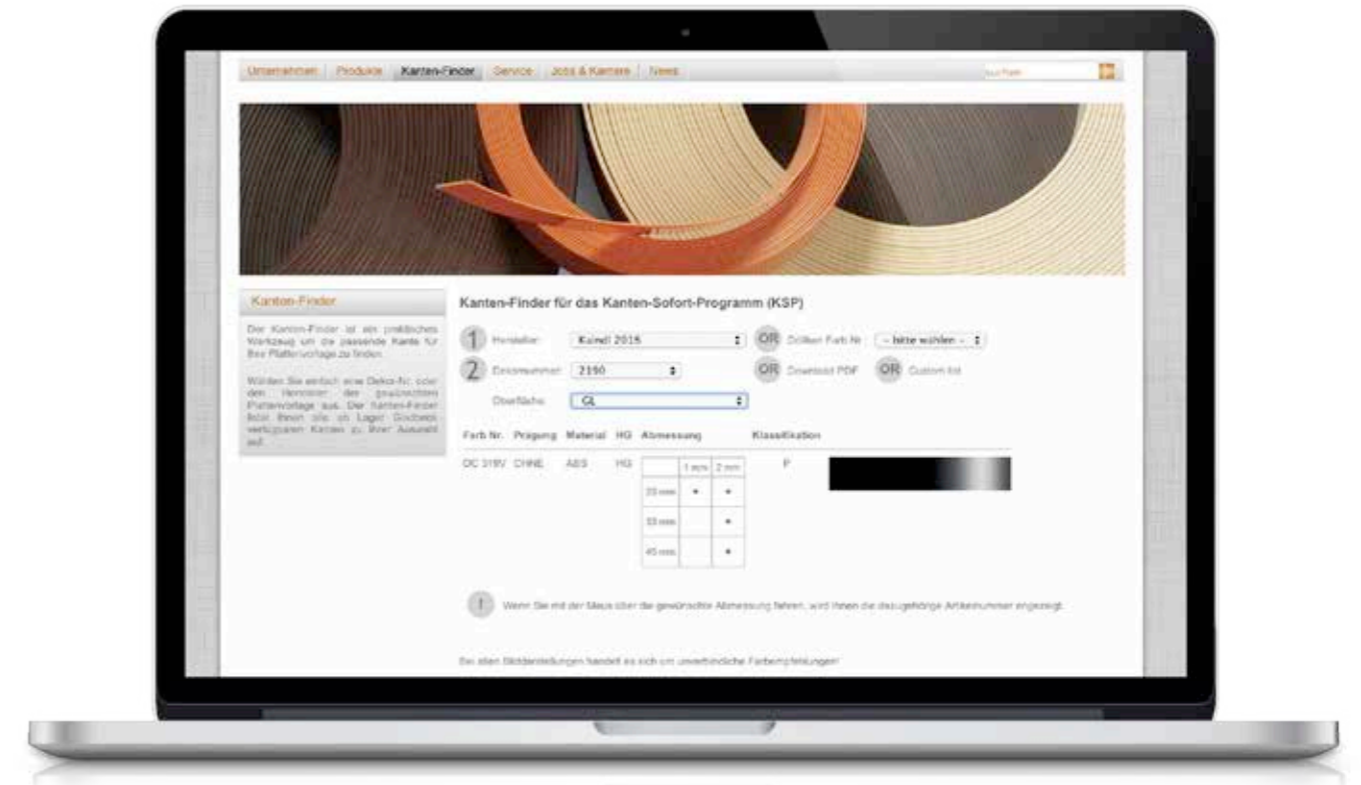 Unternehmen Produkte Kanten-Finder Service Jobs & Karriere News
Kanten-Finder
Der Kanten-Finder ist ein praktisches
Werkzeug um die passende Kante für
Ihre Plattenvorlage zu finden.
Wählen Sie einfach eine Dekor-Nr. oder
den Hersteller der gewünschten
Plattenvorlage aus. Der Kanten-Finder
listet Ihnen alle ab Lager
verfügbaren Kanten zu Ihrer Auswahl
auf.
Kanten-Finder für das Kanten-Sofort-Programm (KSP)
1 Hersteller: Kaindl 2015 OR Döllken Farb Nr. - bitte wählen -
2 Dekornummer: 2190 OR Download PDF OR Custom list
Oberfläche: GL
Farb Nr. Prägung Material HG Abmessung Klassifikation
DC 319V CHNE ABS HG 1 mm 2 mm P
23 mm • •
33 mm •
45 mm •
! Wenn Sie mit der Maus über die gewünschte Abmessung fahren, wird Ihnen die dazugehörige Artikelnummer angezeigt.
Bei allen Bilddarstellungen handelt es sich um unverbindliche Farbempfehlungen!